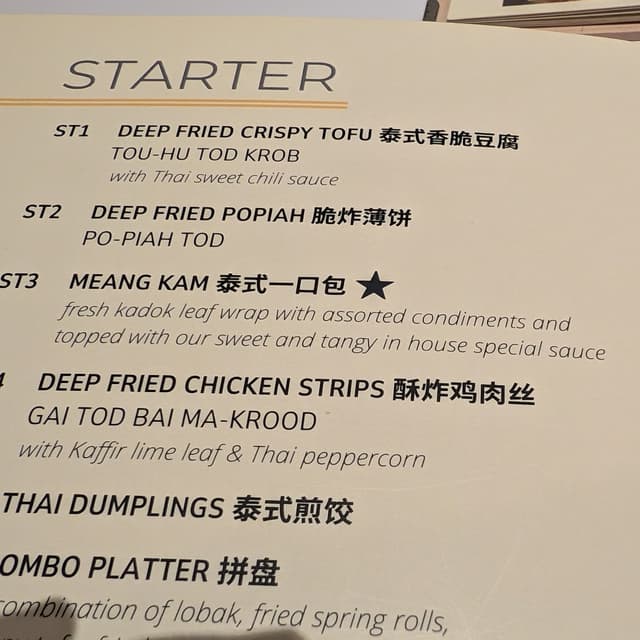 STARTER
ST1 DEEP FRIED CRISPY TOFU 泰式香脆豆腐
TOU-HU TOD KROB
with Thai sweet chili sauce
ST2 DEEP FRIED POPIAH 脆炸薄饼
PO-PIAH TOD
ST3 MEANG KAM 泰式一口包 ★
fresh kadok leaf wrap with assorted condiments and
topped with our sweet and tangy in house special sauce
4 DEEP FRIED CHICKEN STRIPS 酥炸鸡肉丝
GAI TOD BAI MA-KROOD
with Kaffir lime leaf & Thai peppercorn
THAI DUMPLINGS 泰式煎饺
OMBO PLATTER 拼盘
combination of lobak, fried spring rolls,